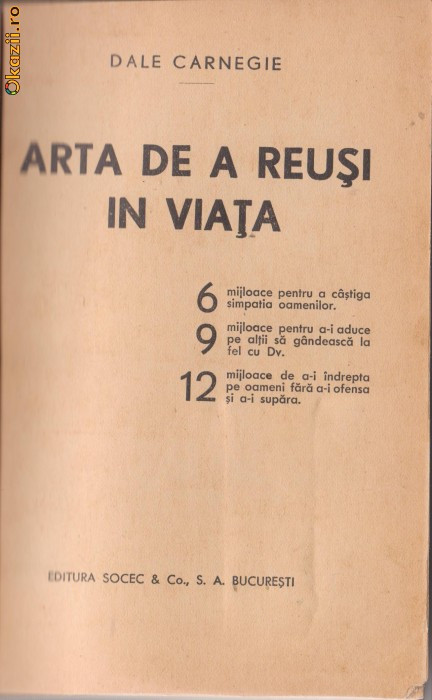 Okazii.ro
DALE CARNEGIE
ARTA DE A REUŞI
IN VIAŢA
6 mijloace pentru a câştiga
simpatia oamenilor.
9 mijloace pentru a-i aduce
pe alţii să gândească la
fel cu Dv.
12 mijloace de a-i îndrepta
pe oameni fără a-i ofensa
şi a-i supăra.
EDITURA SOCEC & Co., S. A. BUCUREŞTI